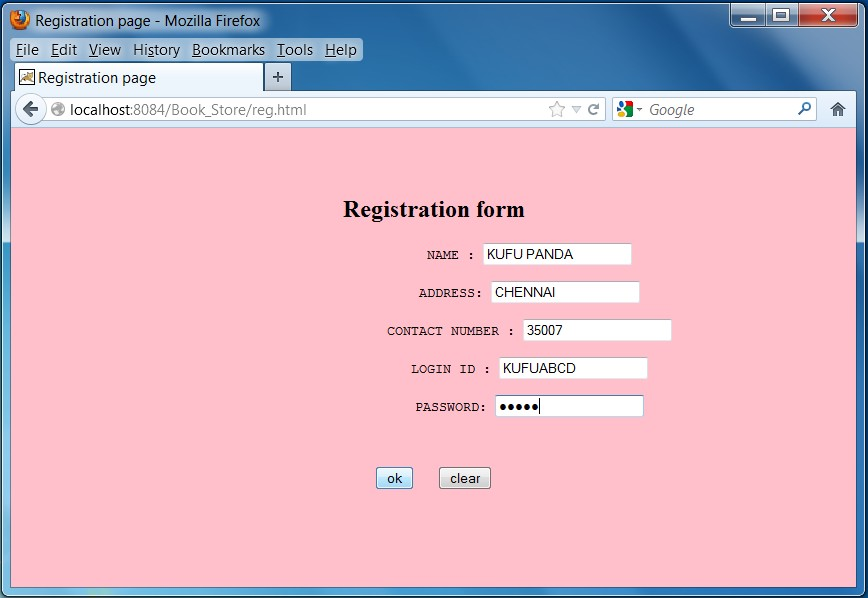 Registration page - Mozilla Firefox
File Edit View History Bookmarks Tools Help
Registration page +
localhost:8084/Book_Store/reg.html Google
Registration form
NAME : KUFU PANDA
ADDRESS: CHENNAI
CONTACT NUMBER : 35007
LOGIN ID : KUFUABCD
PASSWORD: •••••
ok clear